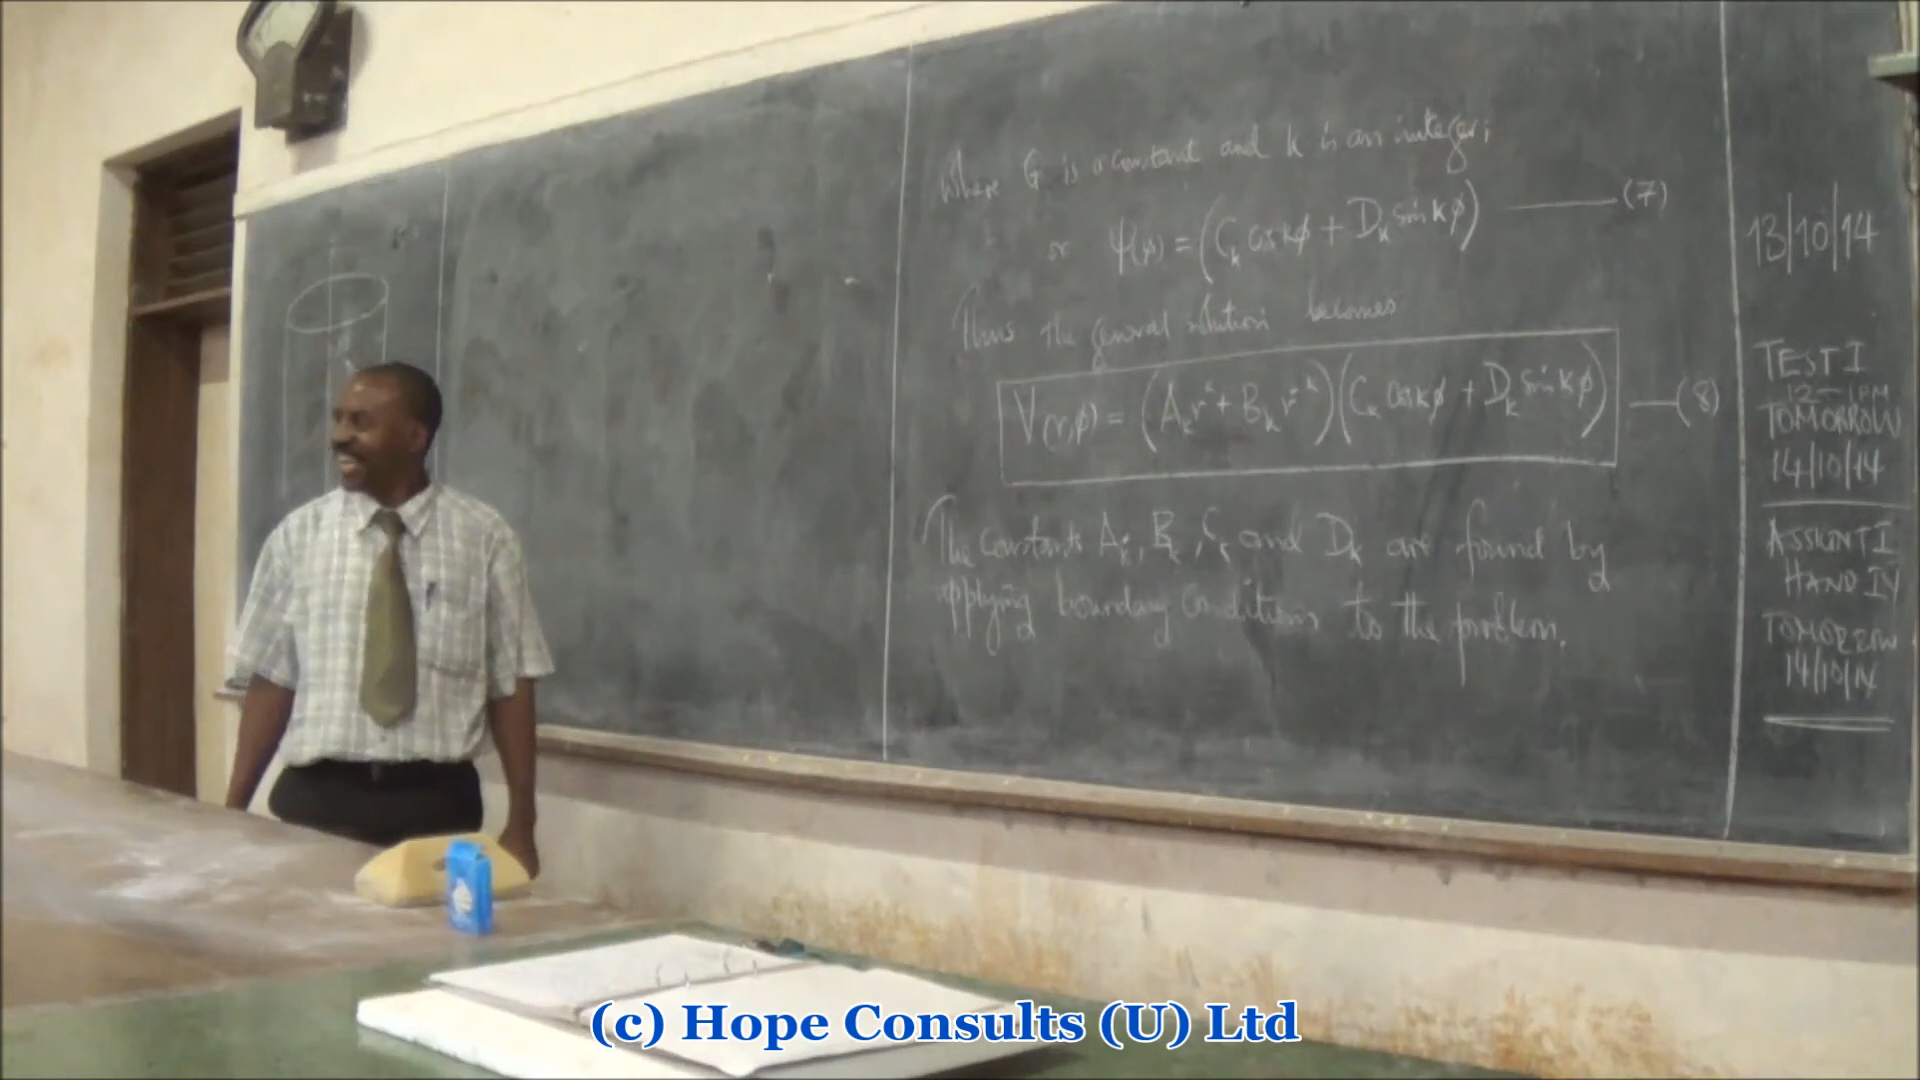 Where G is a constant and k is an integer;
or ψ(φ) = (C_k cos kφ + D_k sin kφ) —— (7)
Thus the general solution becomes
V(r,φ) = (A_k r^k + B_k r^-k)(C_k cos kφ + D_k sin kφ) —(8)
The constants A_k, B_k, C_k and D_k are found by
applying boundary conditions to the problem.
13/10/14
TEST I
12 - 1PM
TOMORROW
14/10/14
ASSIGNT I
HAND IN
TOMORROW
14/10/14
(c) Hope Consults (U) Ltd